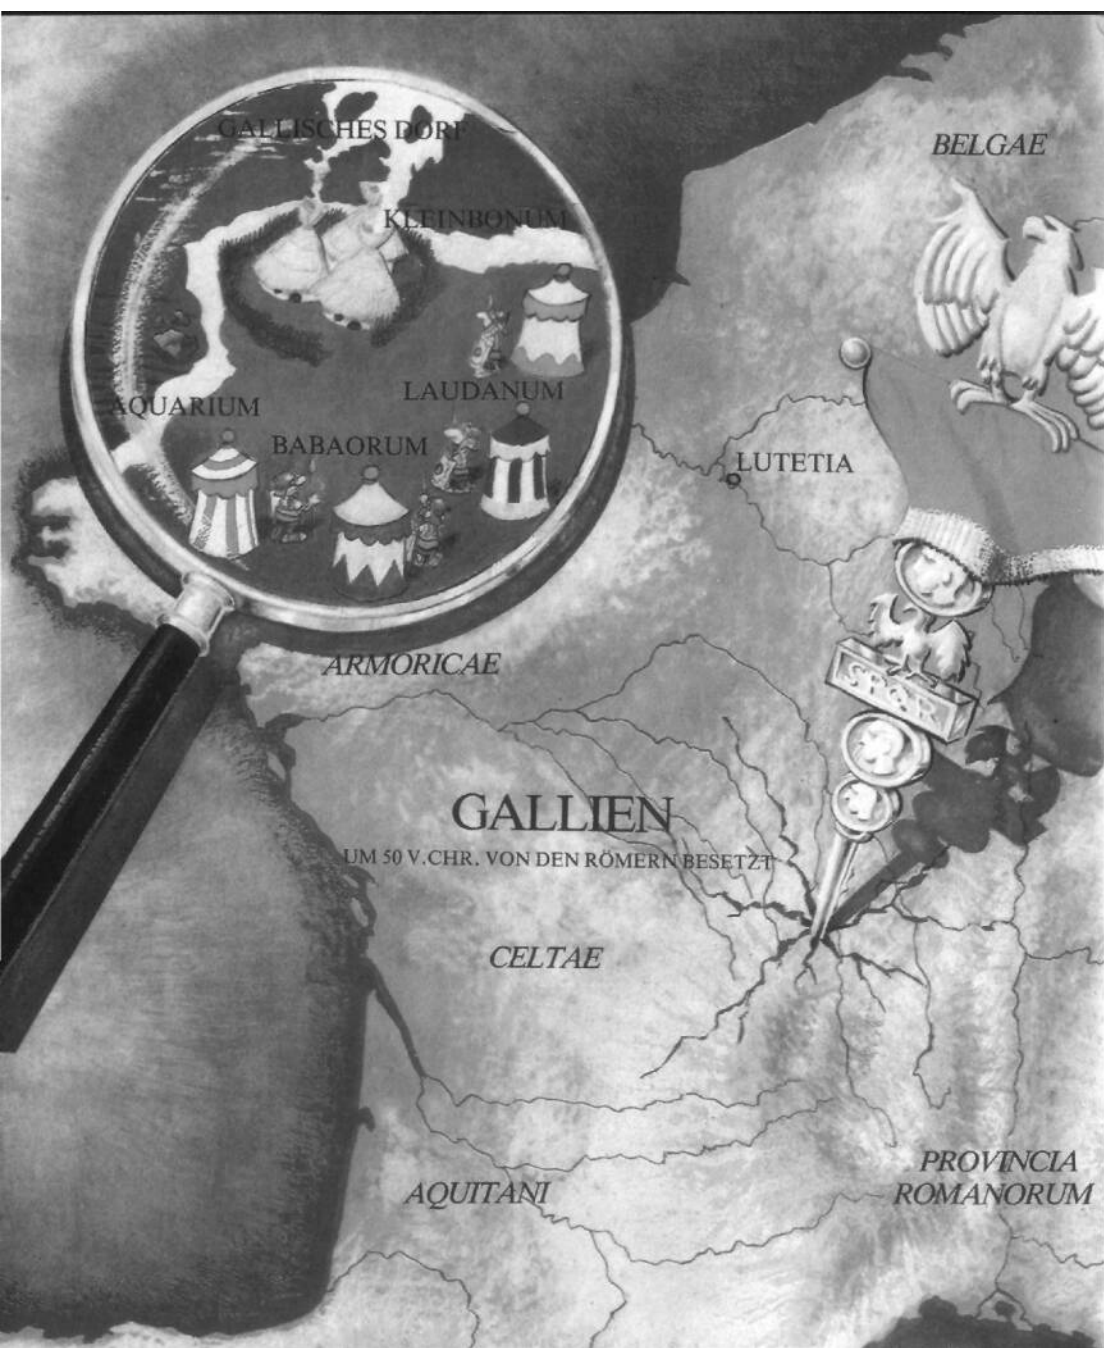 GALLISCHES DORF
BELGAE
KLEINBONUM
LAUDANUM
AQUARIUM
BABAORUM
LUTETIA
ARMORICAE
SPQR
GALLIEN
UM 50 V.CHR. VON DEN RÖMERN BESETZT
CELTAE
PROVINCIA
ROMANORUM
AQUITANI